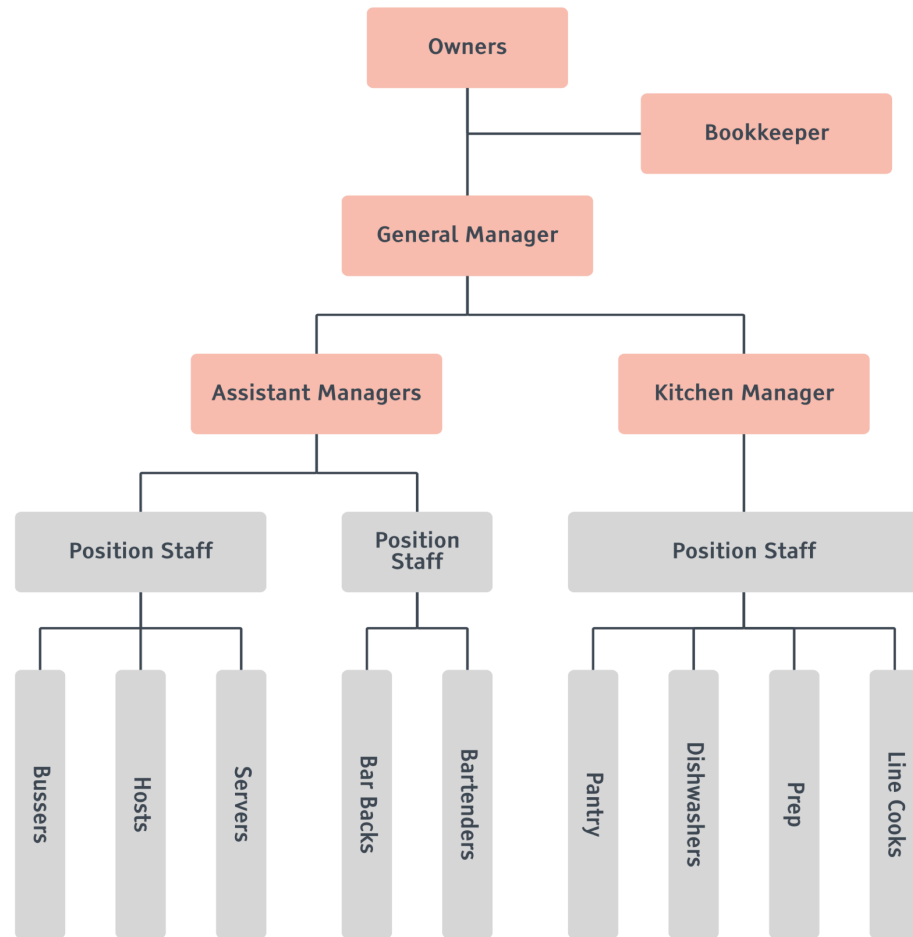 Owners
Bookkeeper
General Manager
Assistant Managers
Kitchen Manager
Position Staff
Position
Staff
Position Staff
Bussers
Hosts
Servers
Bar Backs
Bartenders
Pantry
Dishwashers
Prep
Line Cooks